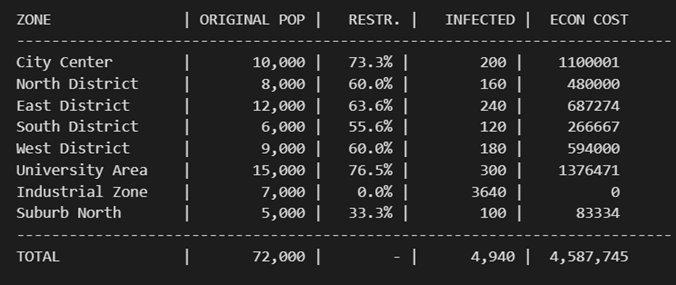 ZONE | ORIGINAL POP | RESTR. | INFECTED | ECON COST
--------------------------------------------------------------------------
City Center | 10,000 | 73.3% | 200 | 1100001
North District | 8,000 | 60.0% | 160 | 480000
East District | 12,000 | 63.6% | 240 | 687274
South District | 6,000 | 55.6% | 120 | 266667
West District | 9,000 | 60.0% | 180 | 594000
University Area | 15,000 | 76.5% | 300 | 1376471
Industrial Zone | 7,000 | 0.0% | 3640 | 0
Suburb North | 5,000 | 33.3% | 100 | 83334
--------------------------------------------------------------------------
TOTAL | 72,000 | - | 4,940 | 4,587,745